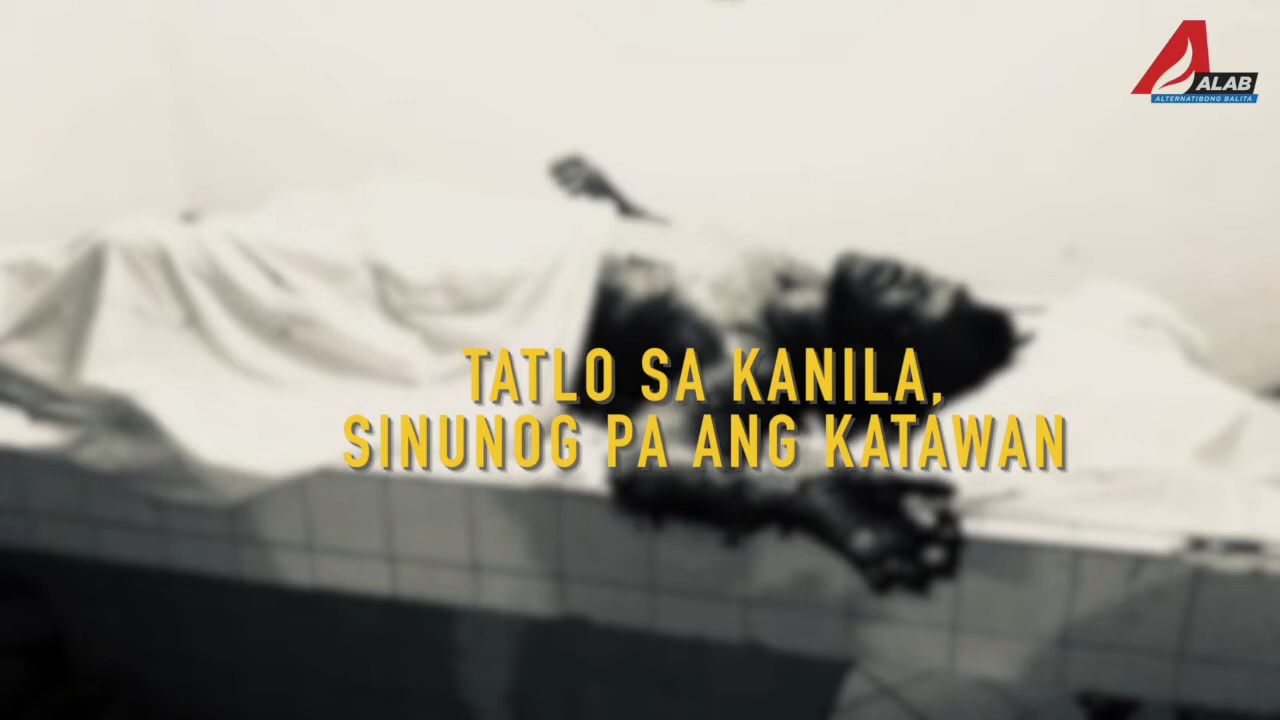 ALAB
ALTERNATIBONG BALITA
TATLO SA KANILA,
SINUNOG PA ANG KATAWAN